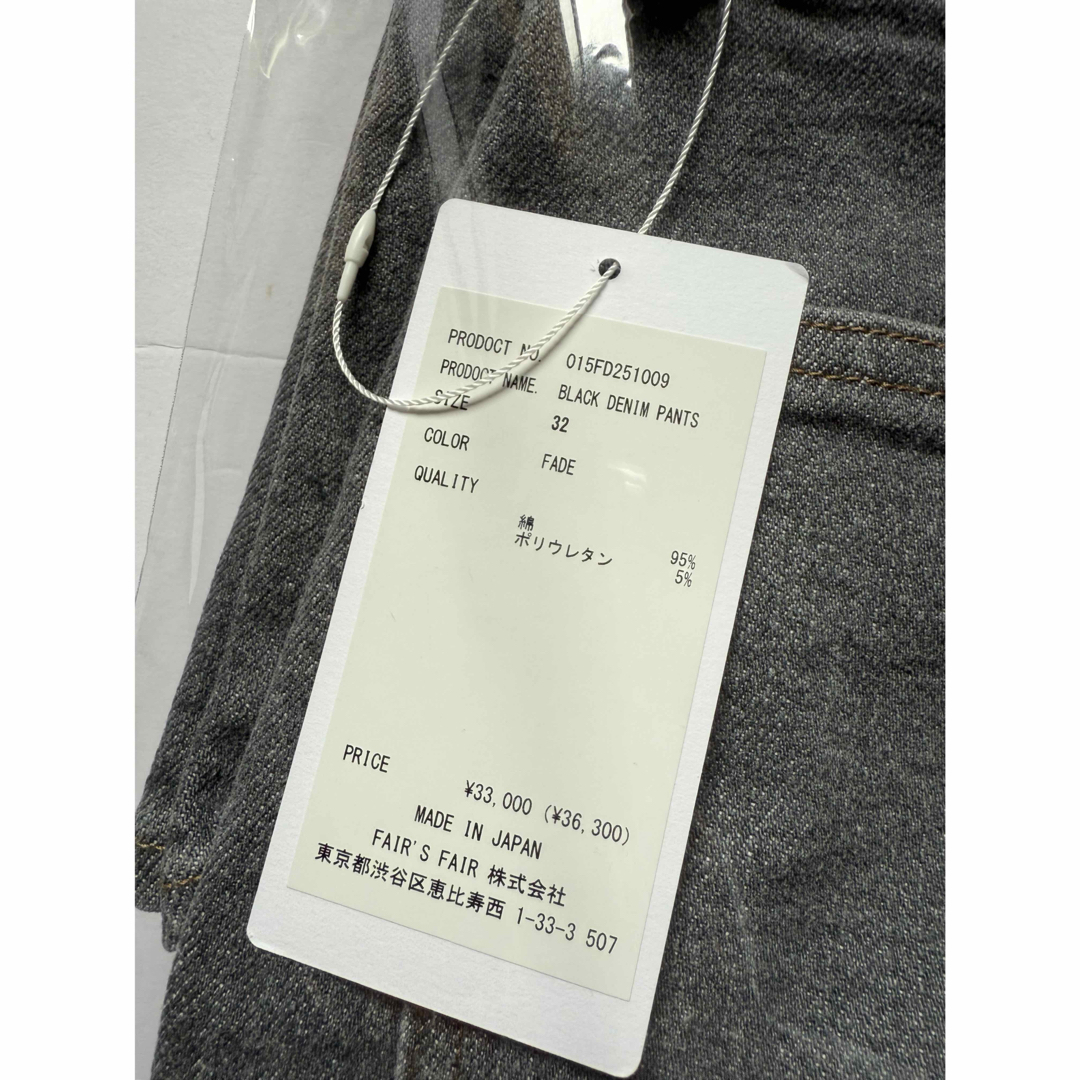 PRODOCT NO. 015FD251009
PRODOCT NAME. BLACK DENIM PANTS
SIZE 32
COLOR FADE
QUALITY
綿 95%
ポリウレタン 5%
PRICE
¥33,000 (¥36,300)
MADE IN JAPAN
FAIR'S FAIR 株式会社
東京都渋谷区恵比寿西 1-33-3 507